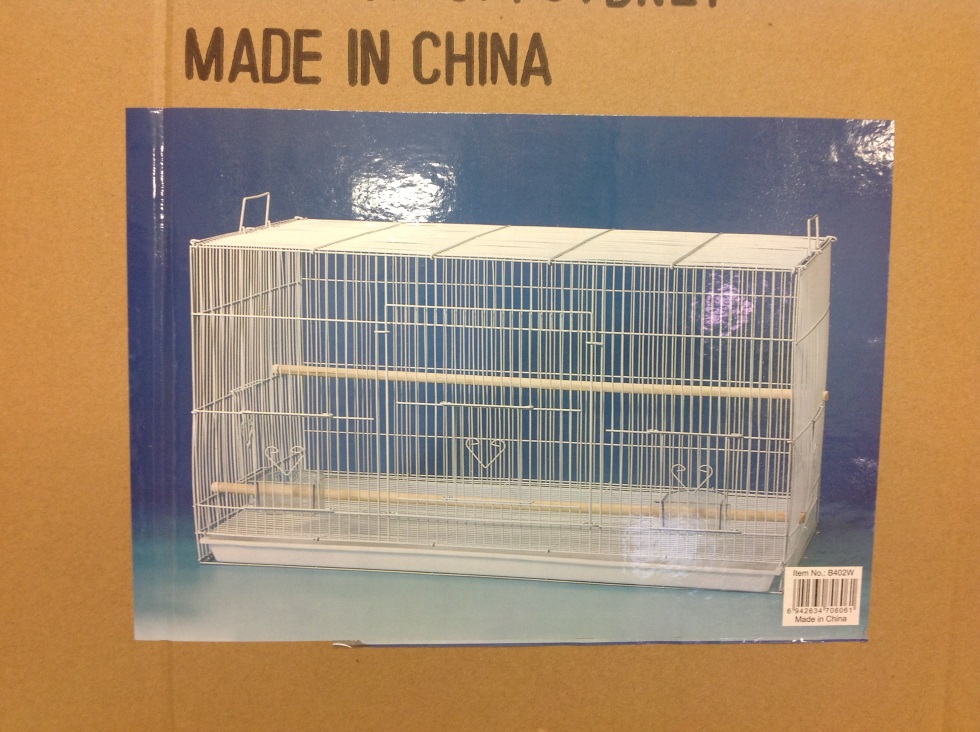 MADE IN CHINA
Item No.: B402W
6 942634 706061
Made in China